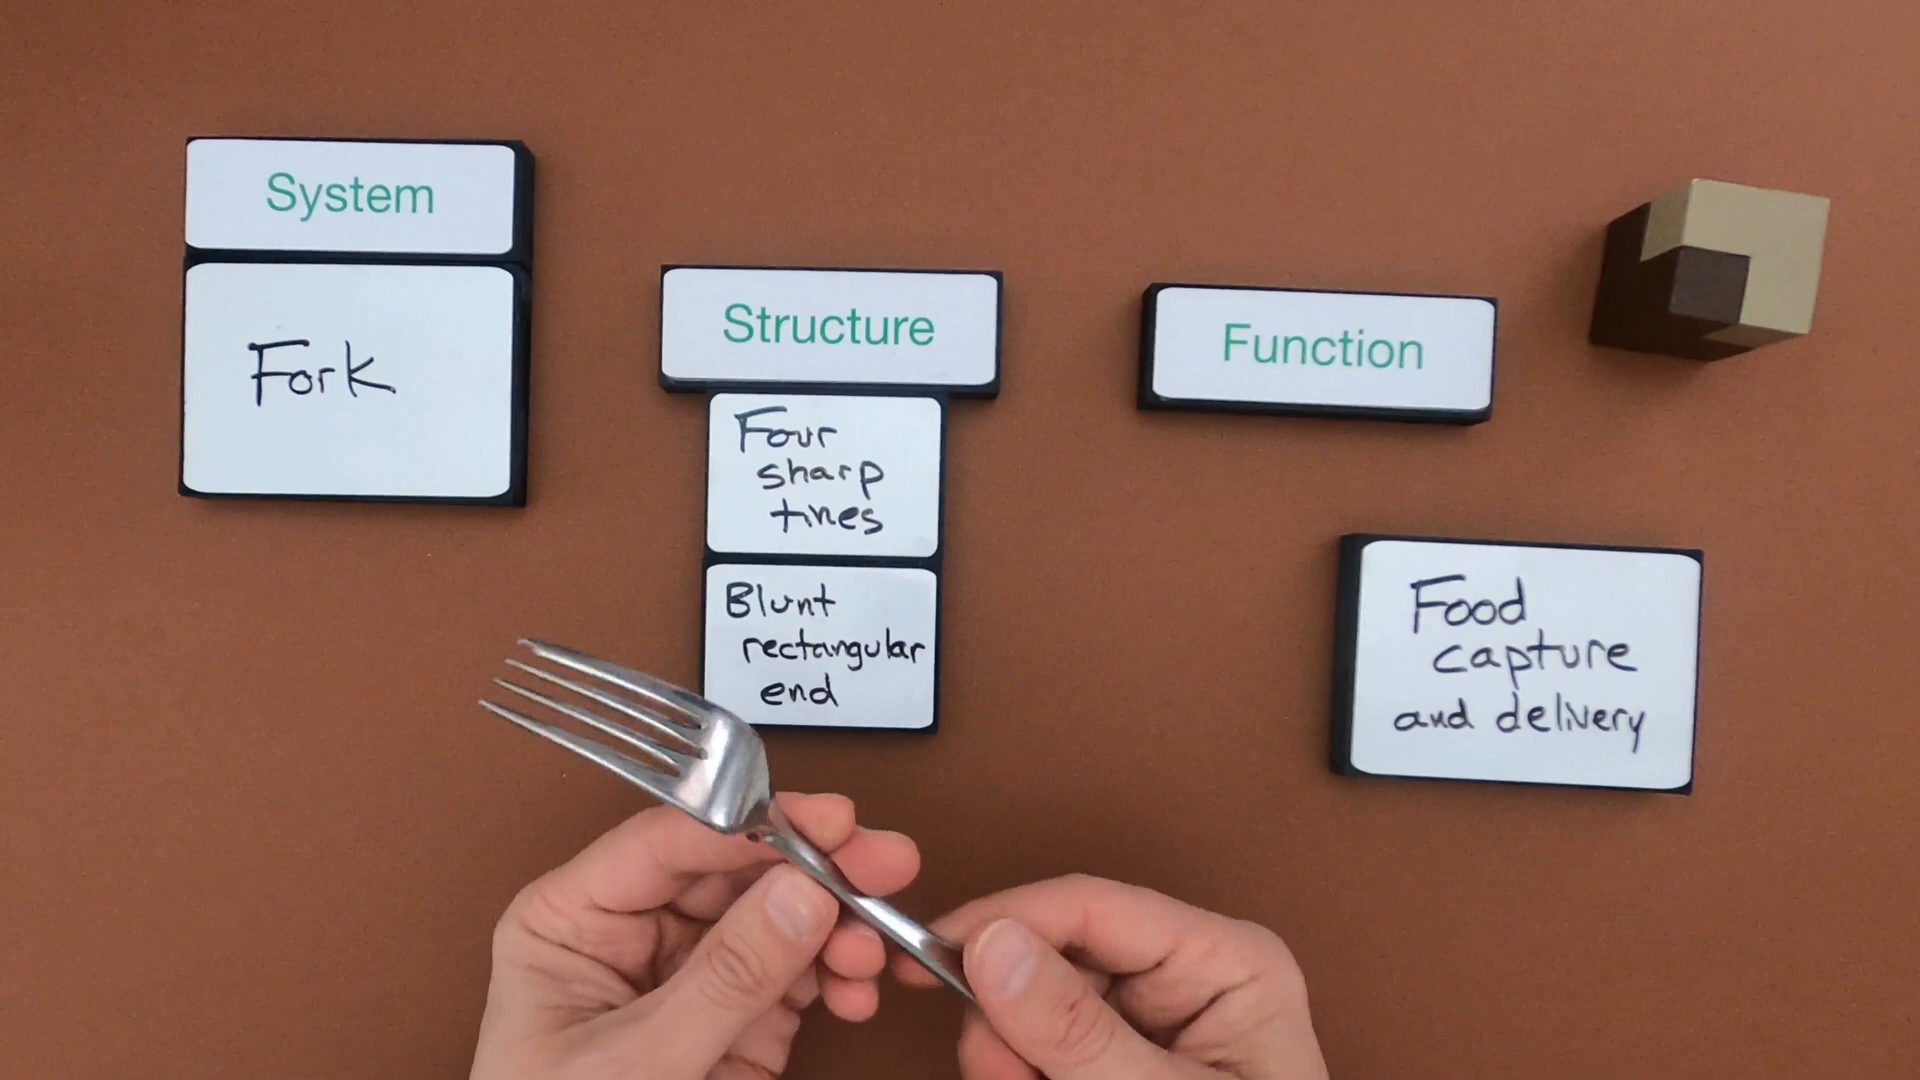 System
Fork
Structure
Four
sharp
tines
Blunt
rectangular
end
Function
Food
capture
and delivery